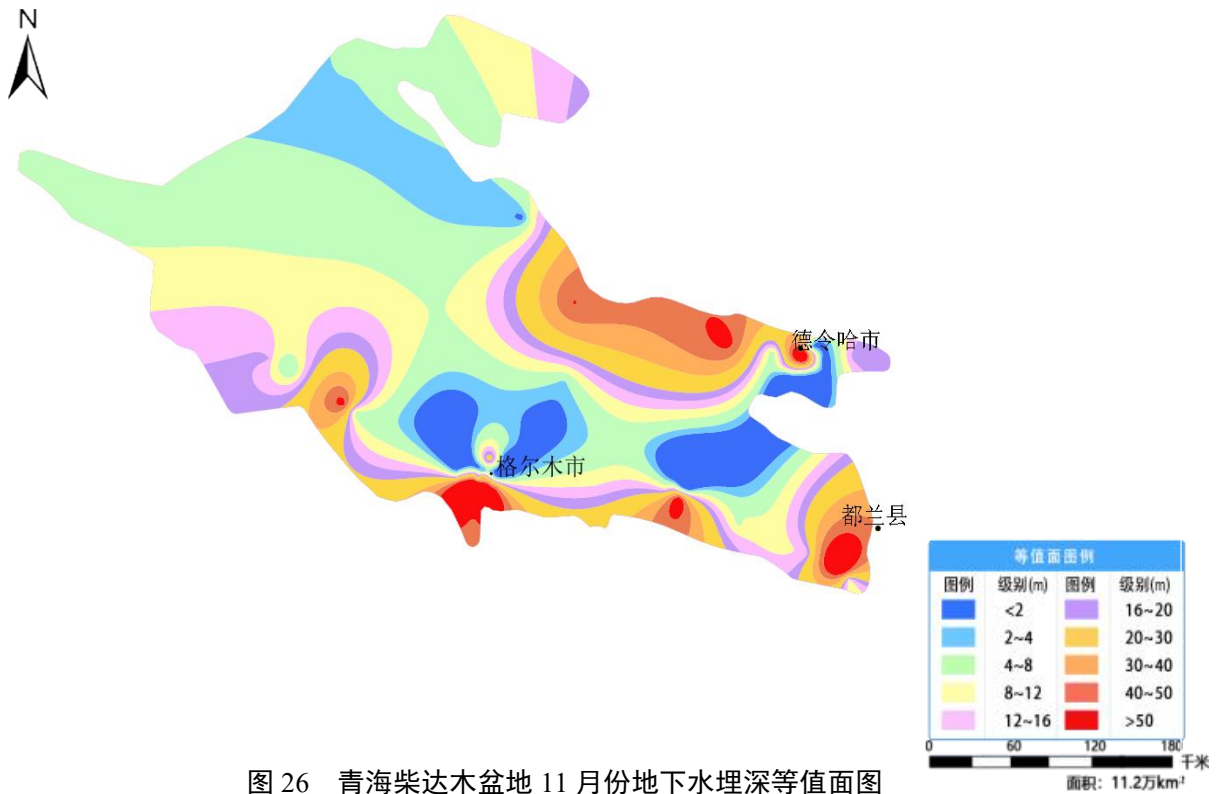 N
德令哈市
格尔木市
都兰县
等值面图例
图例 级别(m) 图例 级别(m)
<2 16~20
2~4 20~30
4~8 30~40
8~12 40~50
12~16 >50
0 60 120 180
千米
面积：11.2万km²
图 26 青海柴达木盆地 11 月份地下水埋深等值面图